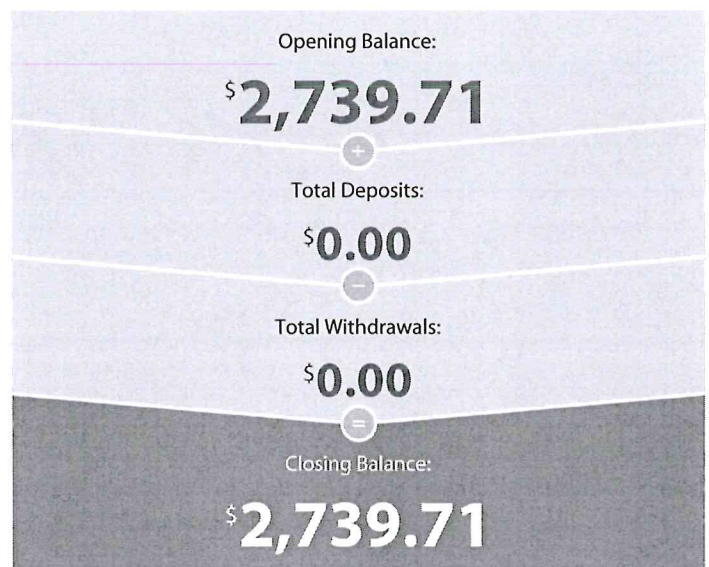 Opening Balance:
$2,739.71
+
Total Deposits:
$0.00
−
Total Withdrawals:
$0.00
=
Closing Balance:
$2,739.71